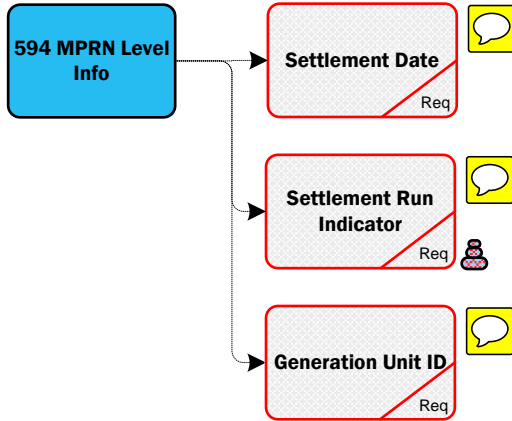 594 MPRN Level
Info
Settlement Date
Req
Settlement Run
Indicator
Req
Generation Unit ID
Req